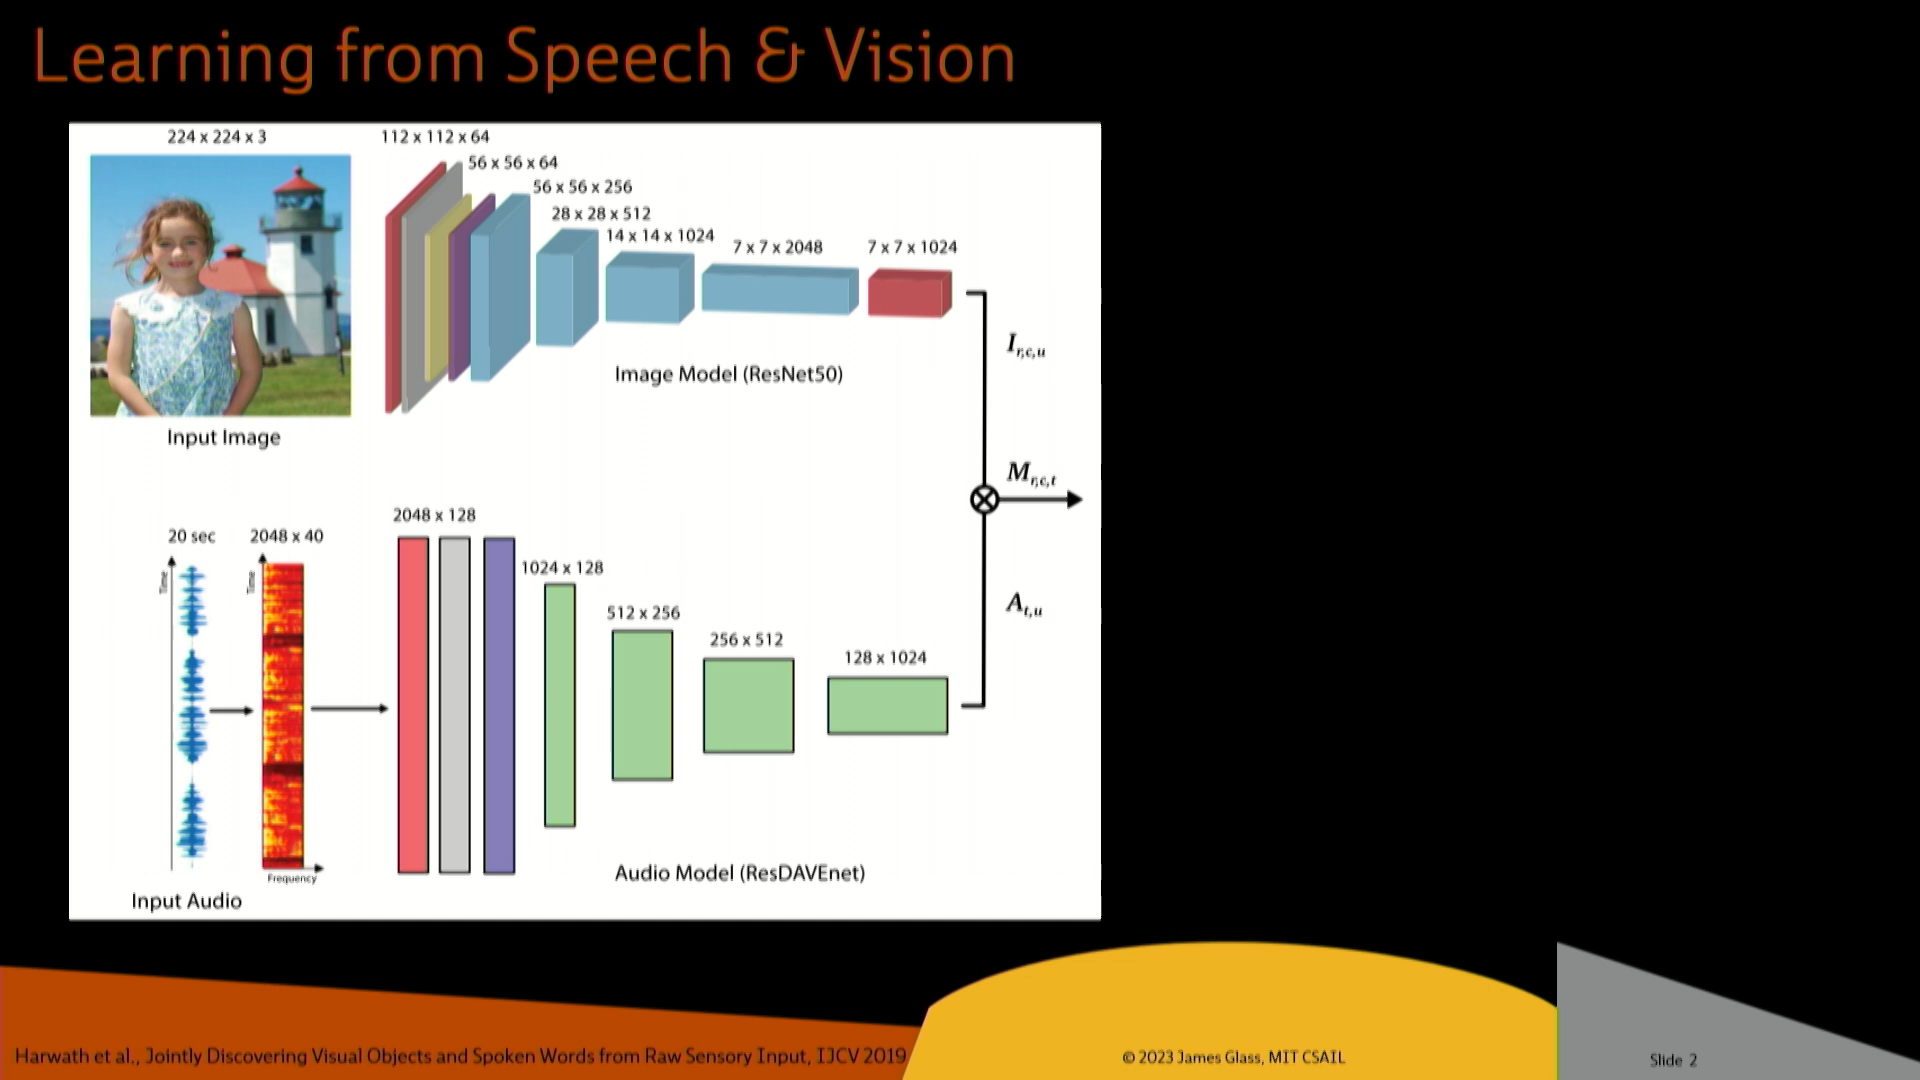 Learning from Speech & Vision
224 x 224 x 3
112 x 112 x 64
56 x 56 x 64
56 x 56 x 256
28 x 28 x 512
14 x 14 x 1024
7 x 7 x 2048
7 x 7 x 1024
I r,c,u
Image Model (ResNet50)
Input Image
M r,c,t
2048 x 128
20 sec
2048 x 40
Time
Time
1024 x 128
512 x 256
A t,u
256 x 512
128 x 1024
Frequency
Audio Model (ResDAVEnet)
Input Audio
Harwath et al., Jointly Discovering Visual Objects and Spoken Words from Raw Sensory Input, IJCV 2019
© 2023 James Glass, MIT CSAIL
Slide 2